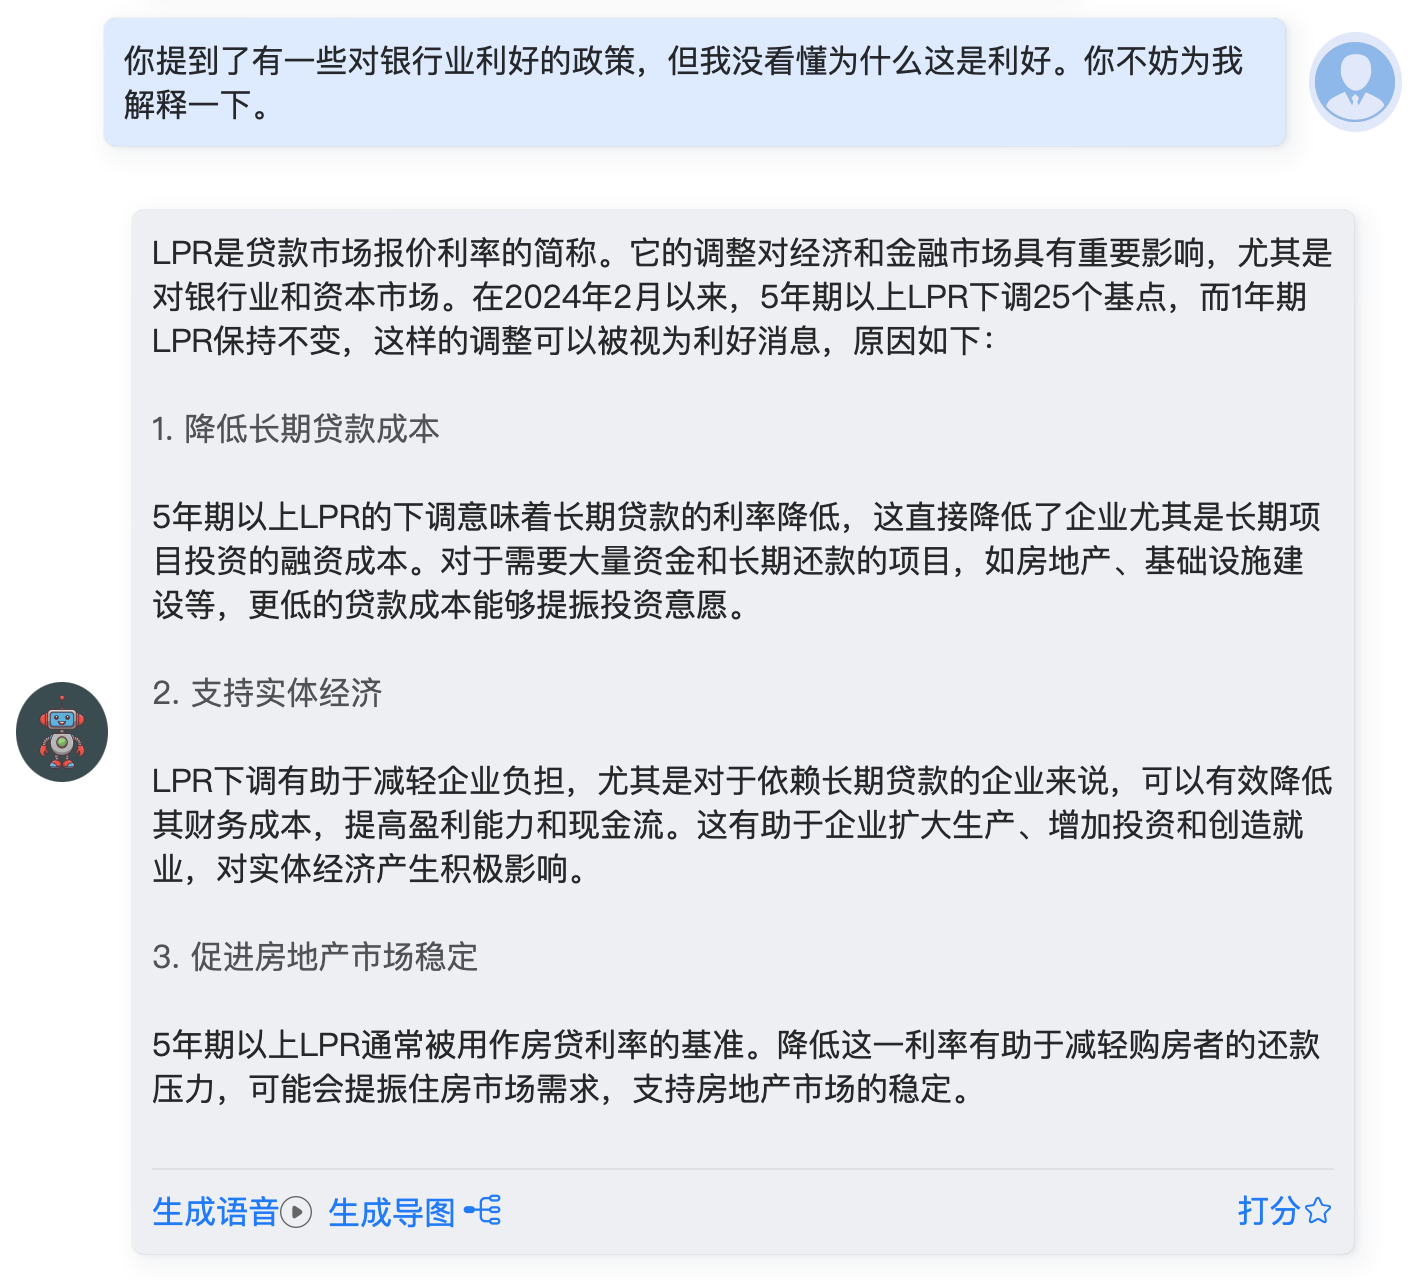 你提到了有一些对银行业利好的政策，但我没看懂为什么这是利好。你不妨为我
解释一下。
LPR是贷款市场报价利率的简称。它的调整对经济和金融市场具有重要影响，尤其是
对银行业和资本市场。在2024年2月以来，5年期以上LPR下调25个基点，而1年期
LPR保持不变，这样的调整可以被视为利好消息，原因如下：
1. 降低长期贷款成本
5年期以上LPR的下调意味着长期贷款的利率降低，这直接降低了企业尤其是长期项
目投资的融资成本。对于需要大量资金和长期还款的项目，如房地产、基础设施建
设等，更低的贷款成本能够提振投资意愿。
2. 支持实体经济
LPR下调有助于减轻企业负担，尤其是对于依赖长期贷款的企业来说，可以有效降低
其财务成本，提高盈利能力和现金流。这有助于企业扩大生产、增加投资和创造就
业，对实体经济产生积极影响。
3. 促进房地产市场稳定
5年期以上LPR通常被用作房贷利率的基准。降低这一利率有助于减轻购房者的还款
压力，可能会提振住房市场需求，支持房地产市场的稳定。
生成语音 生成导图 打分